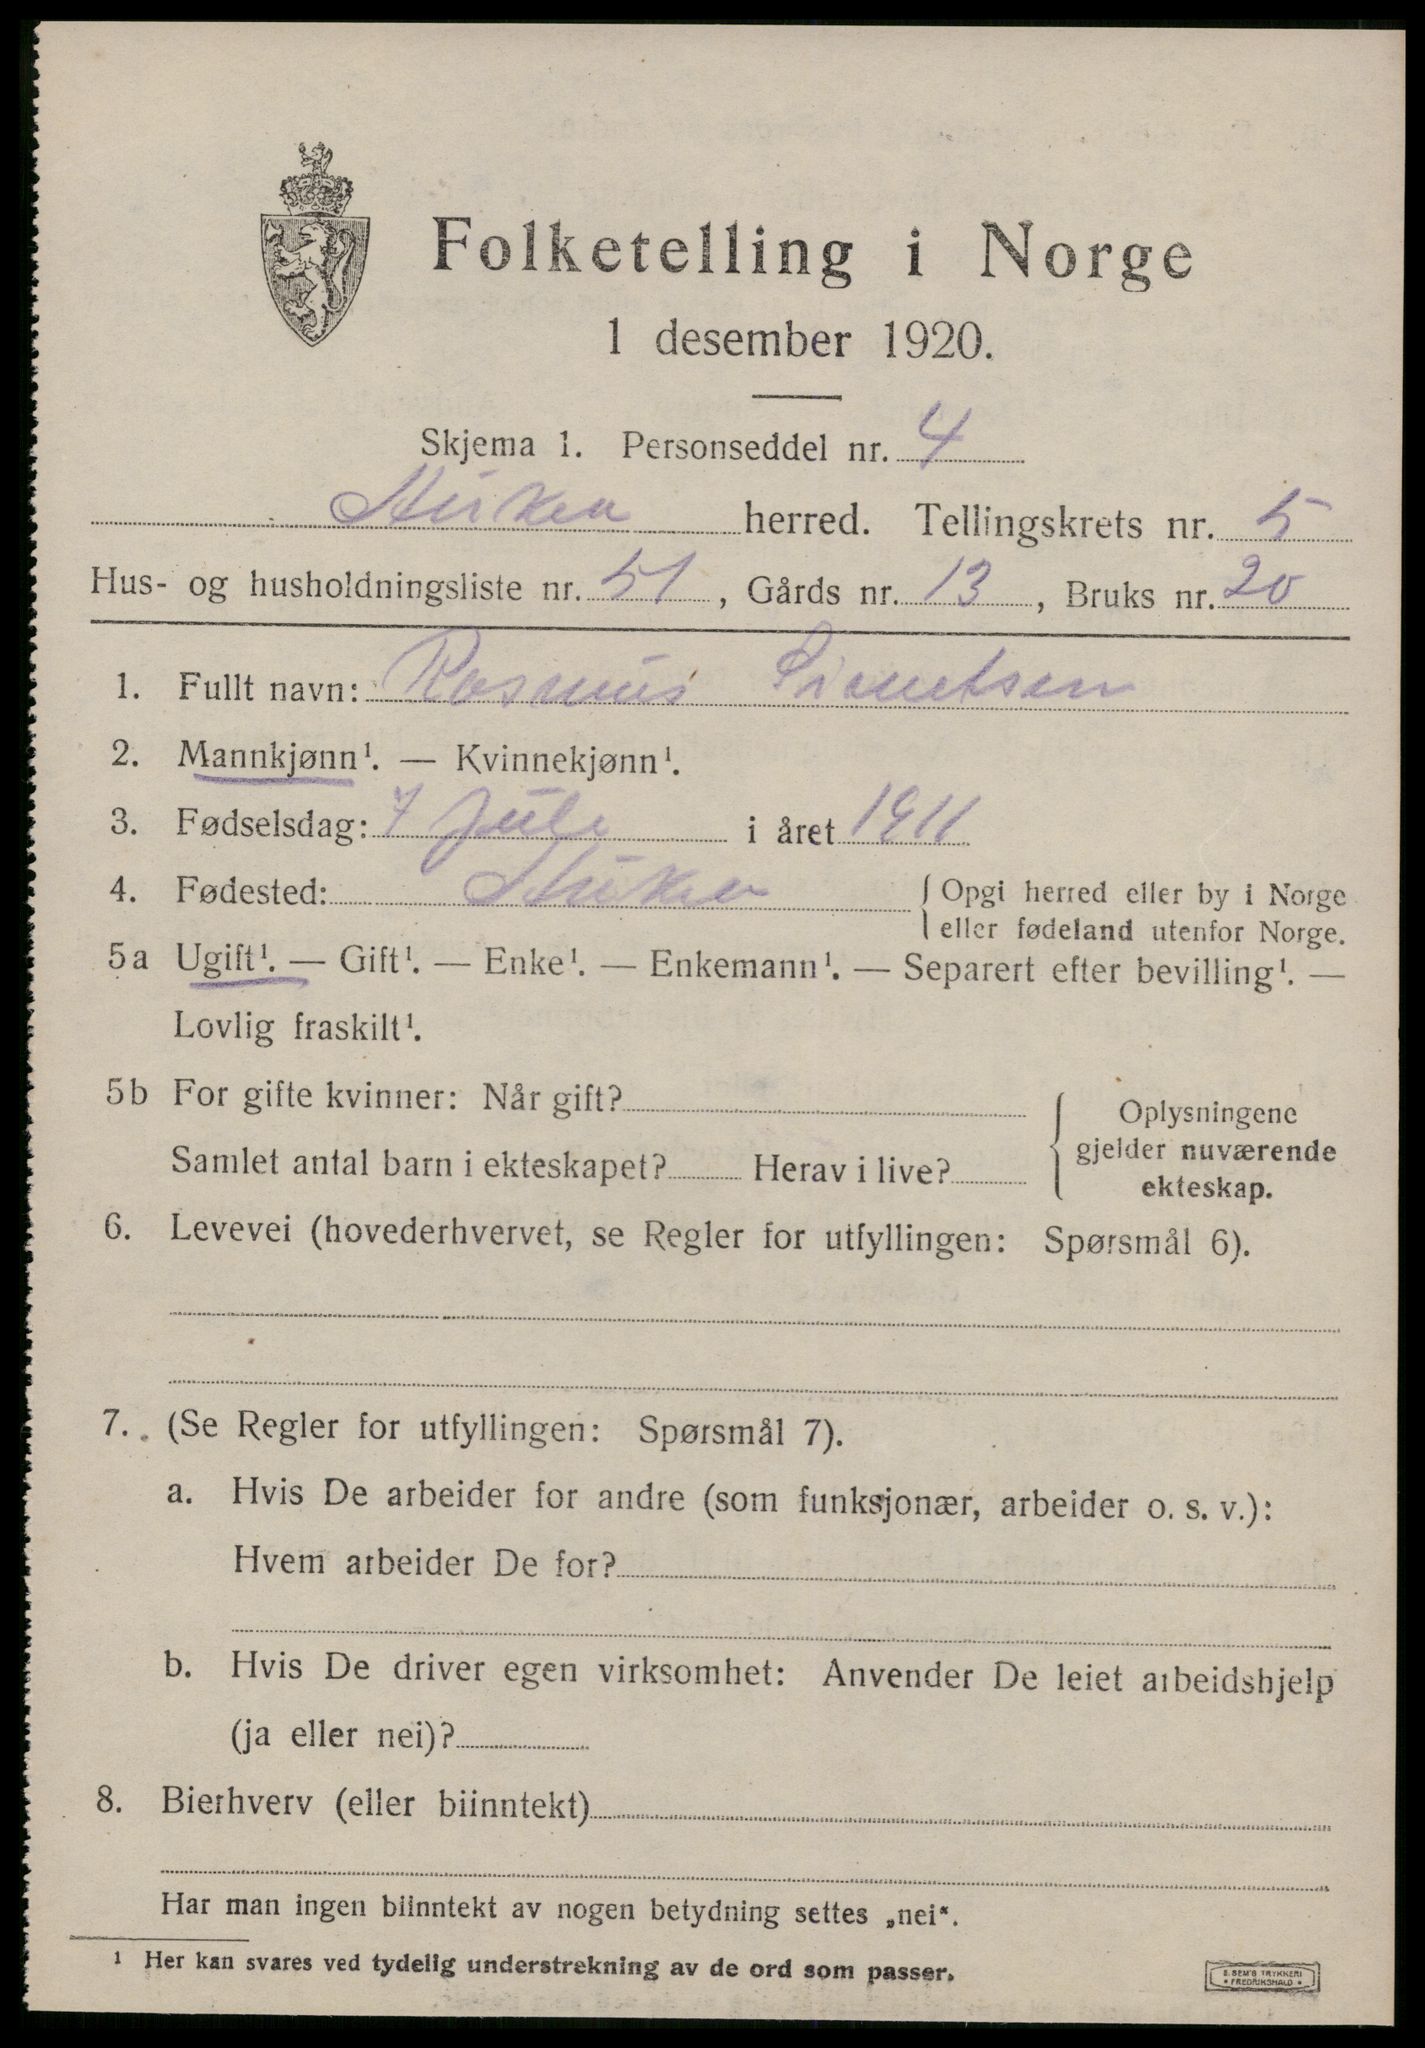 Folketelling i Norge
1 desember 1920.
Skjema 1. Personseddel nr. 4
herred. Tellingskrets nr. 5
Hus- og husholdningsliste nr. 51, Gårds nr. 13, Bruks nr. 20
1. Fullt navn: Rasmus
2. Mannkjønn¹. — Kvinnekjønn¹.
3. Fødselsdag: 7 Juli i året 1911
4. Fødested: { Opgi herred eller by i Norge
eller fødeland utenfor Norge.
5a Ugift¹. — Gift¹. — Enke¹. — Enkemann¹. — Separert efter bevilling¹. —
Lovlig fraskilt¹.
5b For gifte kvinner: Når gift?
Samlet antal barn i ekteskapet? Herav i live?
{ Oplysningene
gjelder nuværende
ekteskap.
6. Levevei (hovederhvervet, se Regler for utfyllingen: Spørsmål 6).
7. (Se Regler for utfyllingen: Spørsmål 7).
a. Hvis De arbeider for andre (som funksjonær, arbeider o. s. v.):
Hvem arbeider De for?
b. Hvis De driver egen virksomhet: Anvender De leiet arbeidshjelp
(ja eller nei)?
8. Bierhverv (eller biinntekt)
Har man ingen biinntekt av nogen betydning settes „nei".
¹ Her kan svares ved tydelig understrekning av de ord som passer.
E. SEM'S TRYKKERI
* FREDRIKSHALD *